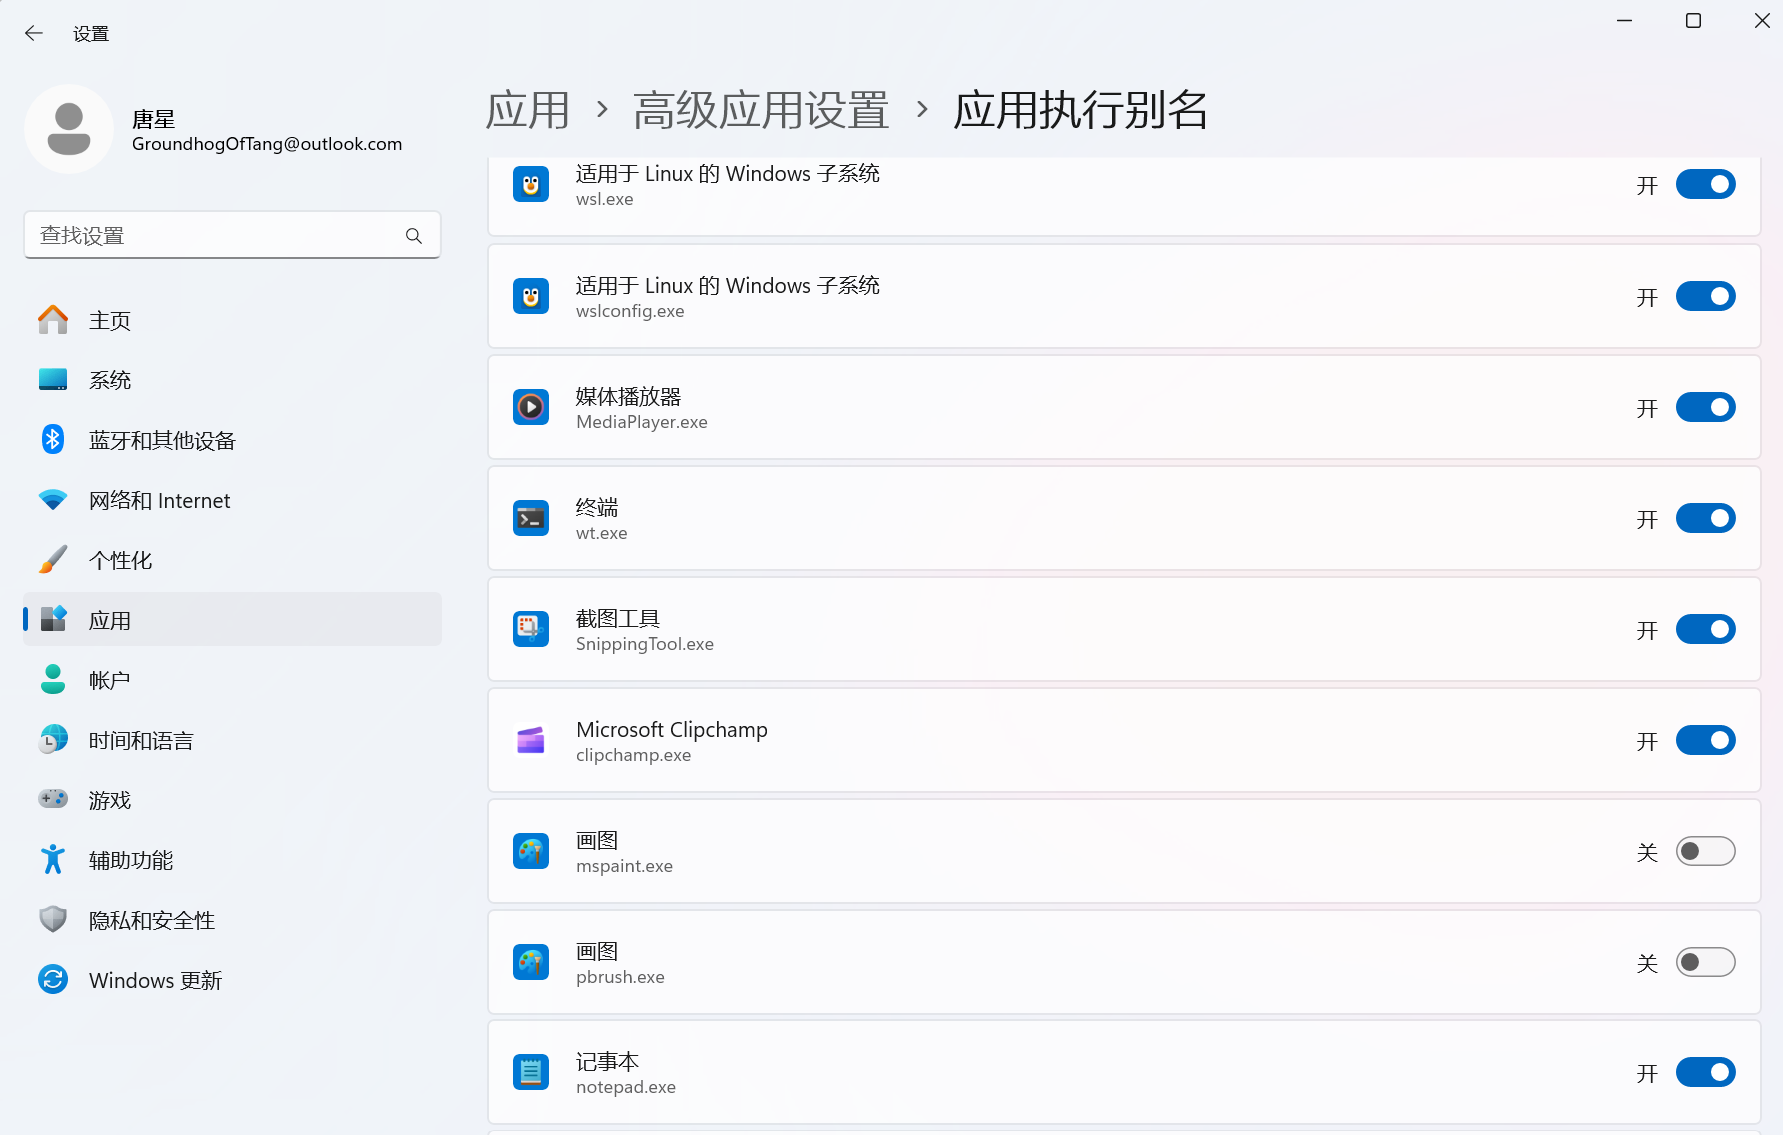 设置
唐星
GroundhogOfTang@outlook.com
查找设置
主页
系统
蓝牙和其他设备
网络和 Internet
个性化
应用
帐户
时间和语言
游戏
辅助功能
隐私和安全性
Windows 更新
应用 › 高级应用设置 › 应用执行别名
适用于 Linux 的 Windows 子系统
wsl.exe
开
适用于 Linux 的 Windows 子系统
wslconfig.exe
开
媒体播放器
MediaPlayer.exe
开
终端
wt.exe
开
截图工具
SnippingTool.exe
开
Microsoft Clipchamp
clipchamp.exe
开
画图
mspaint.exe
关
画图
pbrush.exe
关
记事本
notepad.exe
开